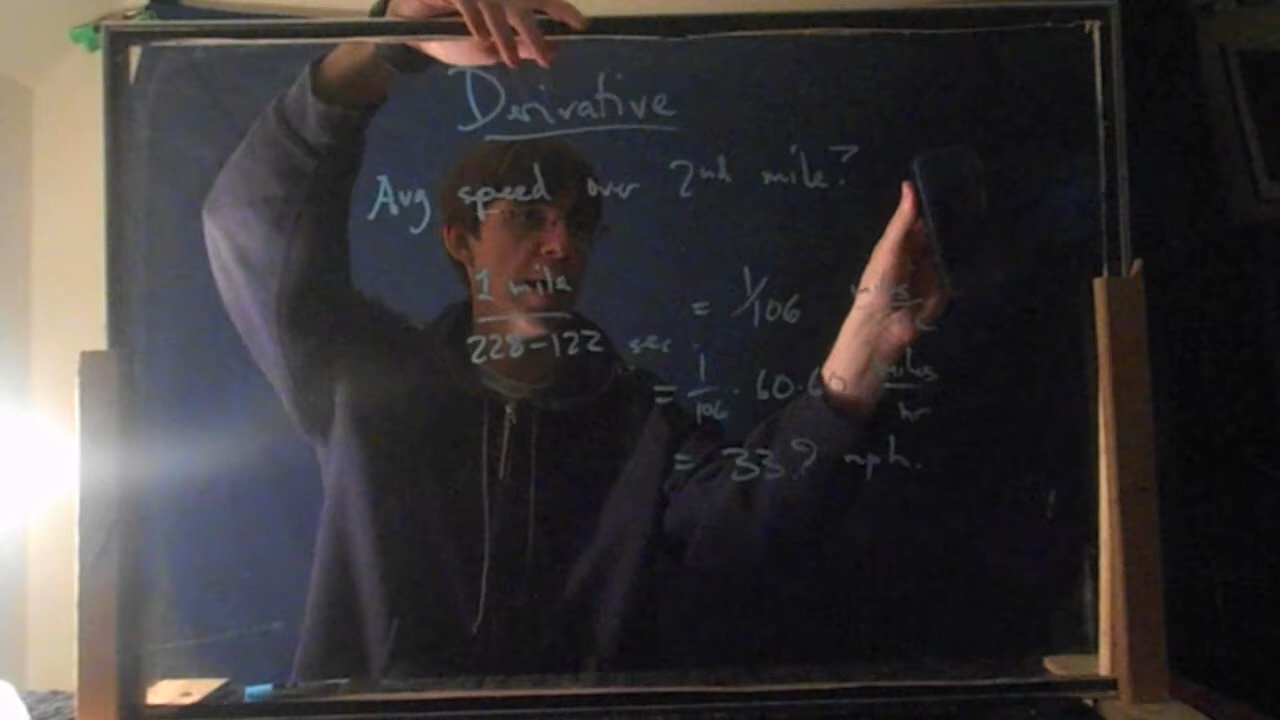 Derivative
Avg speed over 2nd mile?
1 mile
228-122 sec
= 1/106
= 1/106 · 60·60 miles/hr
= 33? mph.